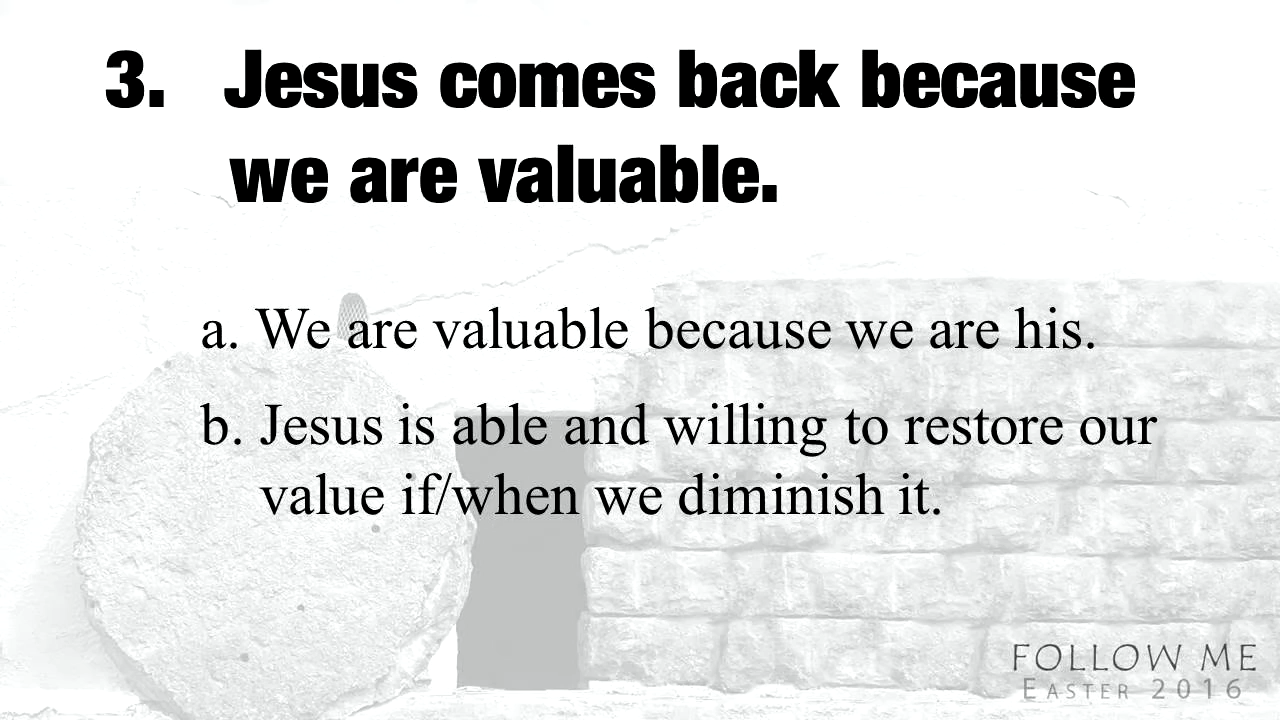 3. Jesus comes back because
we are valuable.
a. We are valuable because we are his.
b. Jesus is able and willing to restore our
value if/when we diminish it.
FOLLOW ME
EASTER 2016